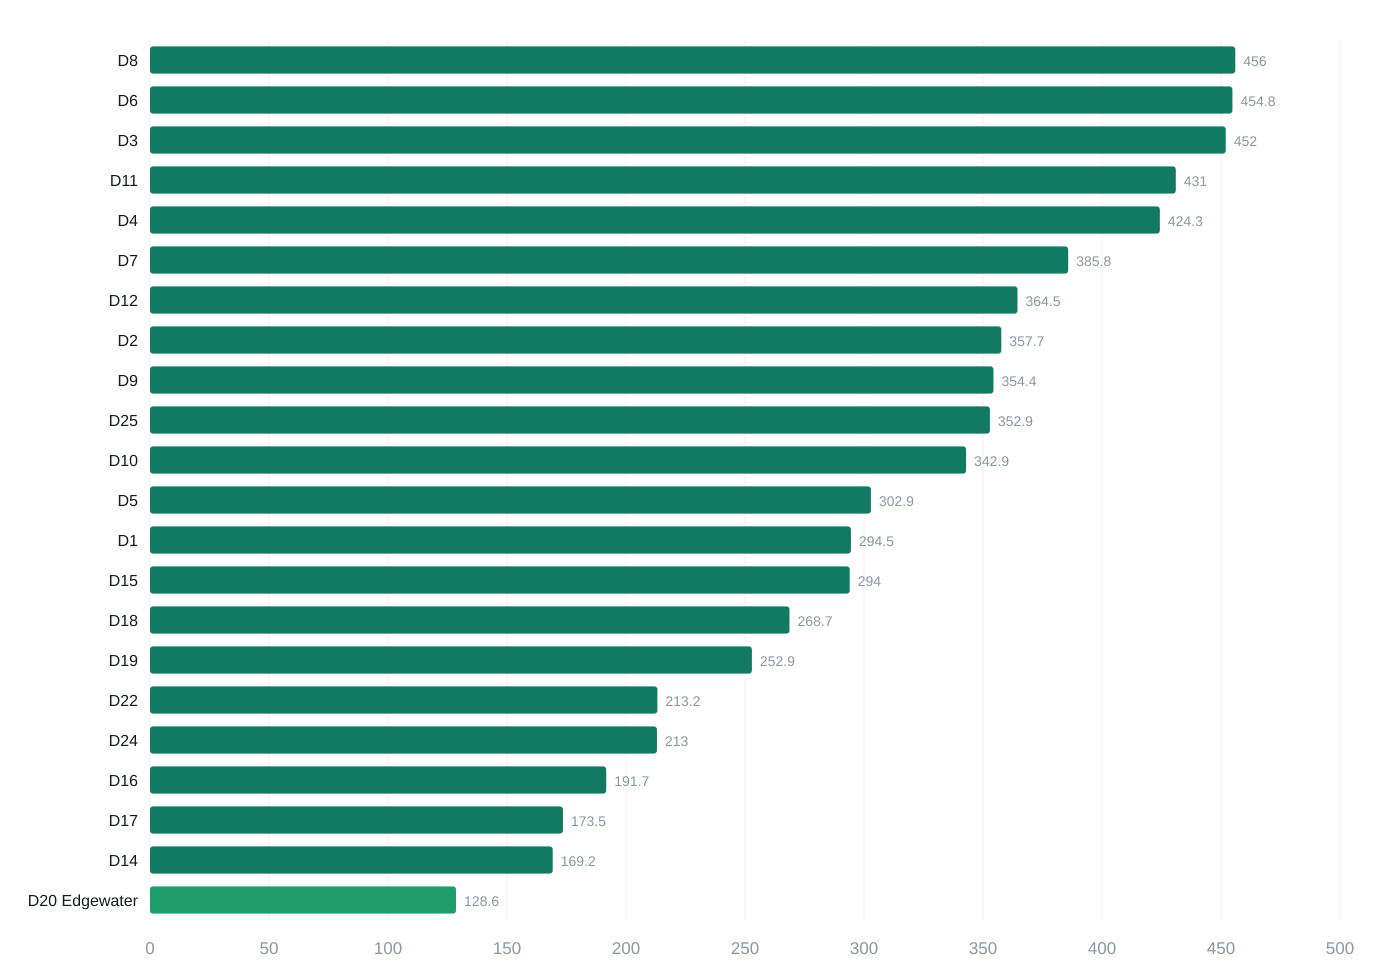 D8 456
D6 454.8
D3 452
D11 431
D4 424.3
D7 385.8
D12 364.5
D2 357.7
D9 354.4
D25 352.9
D10 342.9
D5 302.9
D1 294.5
D15 294
D18 268.7
D19 252.9
D22 213.2
D24 213
D16 191.7
D17 173.5
D14 169.2
D20 Edgewater 128.6
0 50 100 150 200 250 300 350 400 450 500